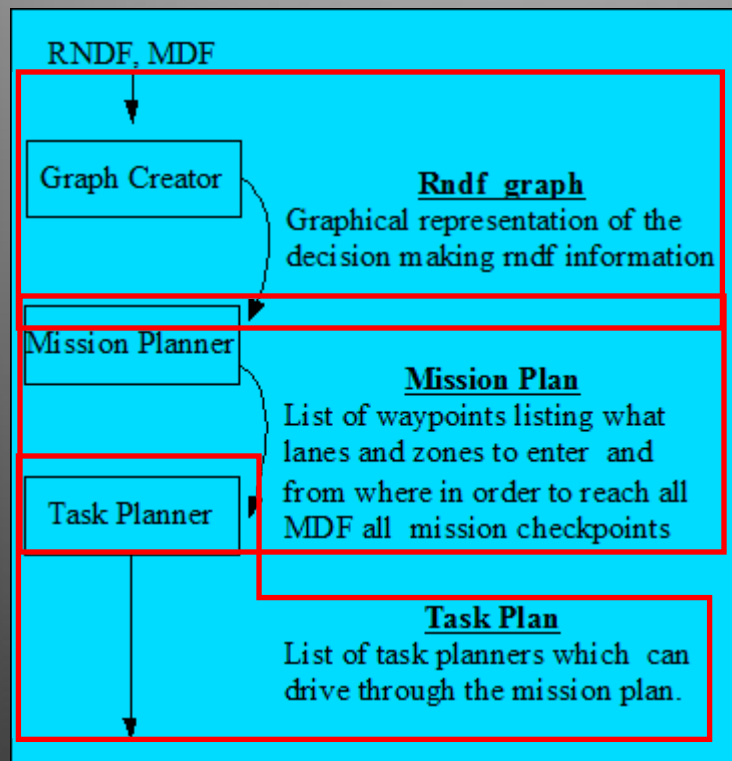 RNDF, MDF
Graph Creator
Rndf graph
Graphical representation of the
decision making rndf information
Mission Planner
Mission Plan
List of waypoints listing what
lanes and zones to enter and
from where in order to reach all
MDF all mission checkpoints
Task Planner
Task Plan
List of task planners which can
drive through the mission plan.